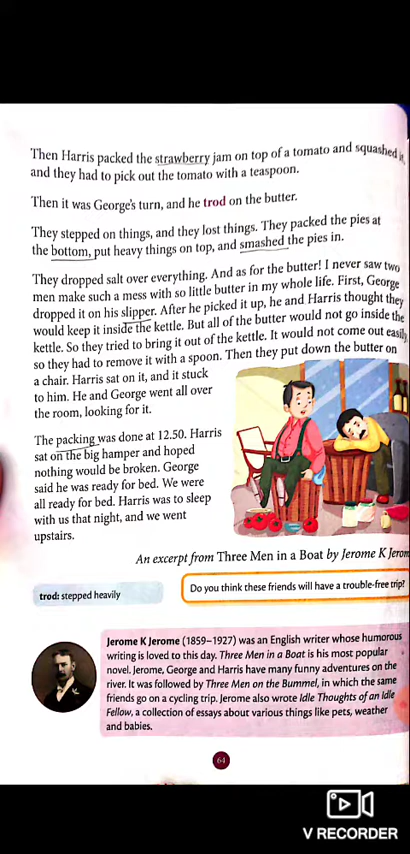 Then Harris packed the strawberry jam on top of a tomato and squashed it,
and they had to pick out the tomato with a teaspoon.
Then it was George's turn, and he trod on the butter.
They stepped on things, and they lost things. They packed the pies at
the bottom, put heavy things on top, and smashed the pies in.
They dropped salt over everything. And as for the butter! I never saw two
men make such a mess with so little butter in my whole life. First, George
dropped it on his slipper. After he picked it up, he and Harris thought they
would keep it inside the kettle. But all of the butter would not go inside the
kettle. So they tried to bring it out of the kettle. It would not come out easily,
so they had to remove it with a spoon. Then they put down the butter on
a chair. Harris sat on it, and it stuck
to him. He and George went all over
the room, looking for it.
The packing was done at 12.50. Harris
sat on the big hamper and hoped
nothing would be broken. George
said he was ready for bed. We were
all ready for bed. Harris was to sleep
with us that night, and we went
upstairs.
An excerpt from Three Men in a Boat by Jerome K Jerom
trod: stepped heavily
Do you think these friends will have a trouble-free trip?
Jerome K Jerome (1859–1927) was an English writer whose humorous
writing is loved to this day. Three Men in a Boat is his most popular
novel. Jerome, George and Harris have many funny adventures on the
river. It was followed by Three Men on the Bummel, in which the same
friends go on a cycling trip. Jerome also wrote Idle Thoughts of an Idle
Fellow, a collection of essays about various things like pets, weather
and babies.
64
V RECORDER